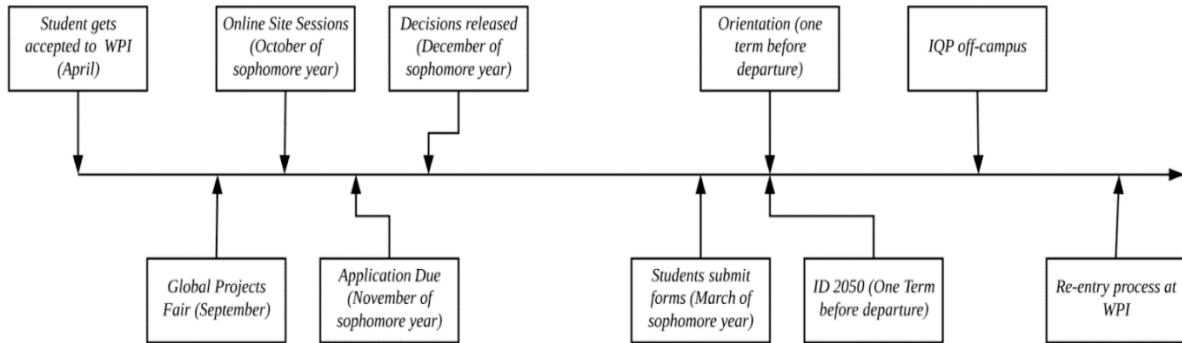 Student gets
accepted to WPI
(April)
Online Site Sessions
(October of
sophomore year)
Decisions released
(December of
sophomore year)
Orientation (one
term before
departure)
IQP off-campus
Global Projects
Fair (September)
Application Due
(November of
sophomore year)
Students submit
forms (March of
sophomore year)
ID 2050 (One Term
before departure)
Re-entry process at
WPI